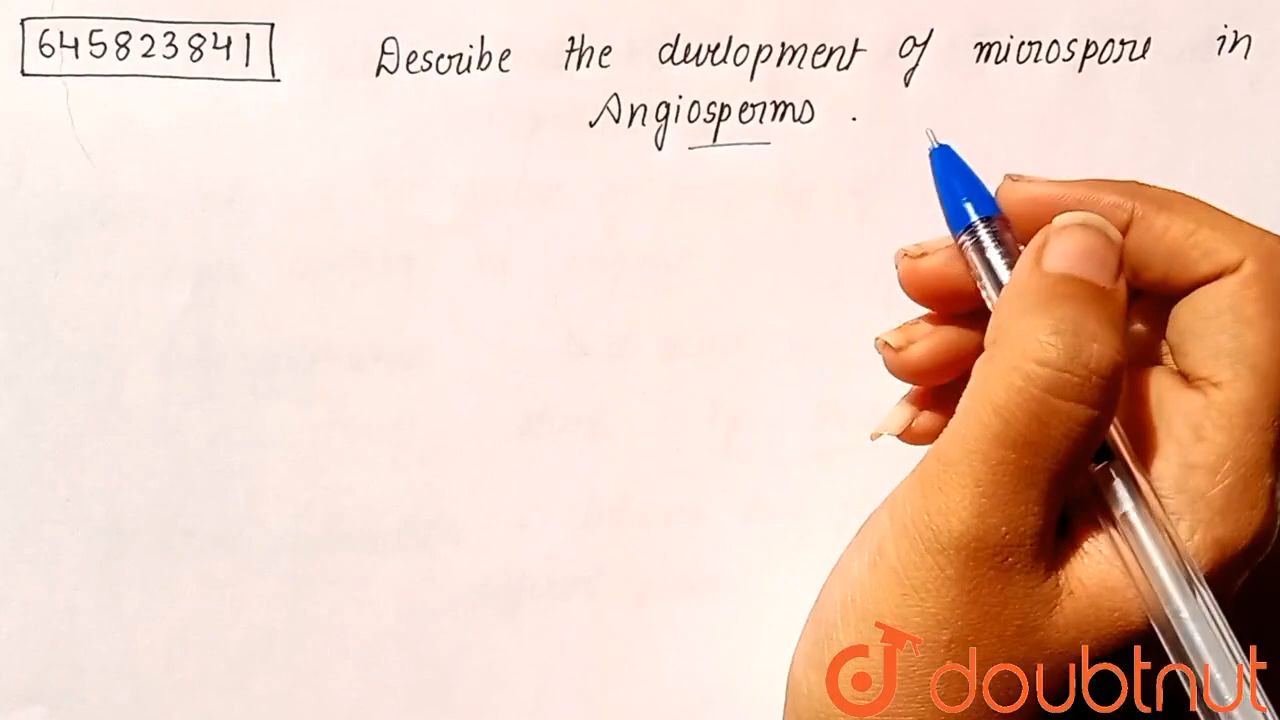 645823841 Describe the development of microspore in
Angiosperms .
doubtnut